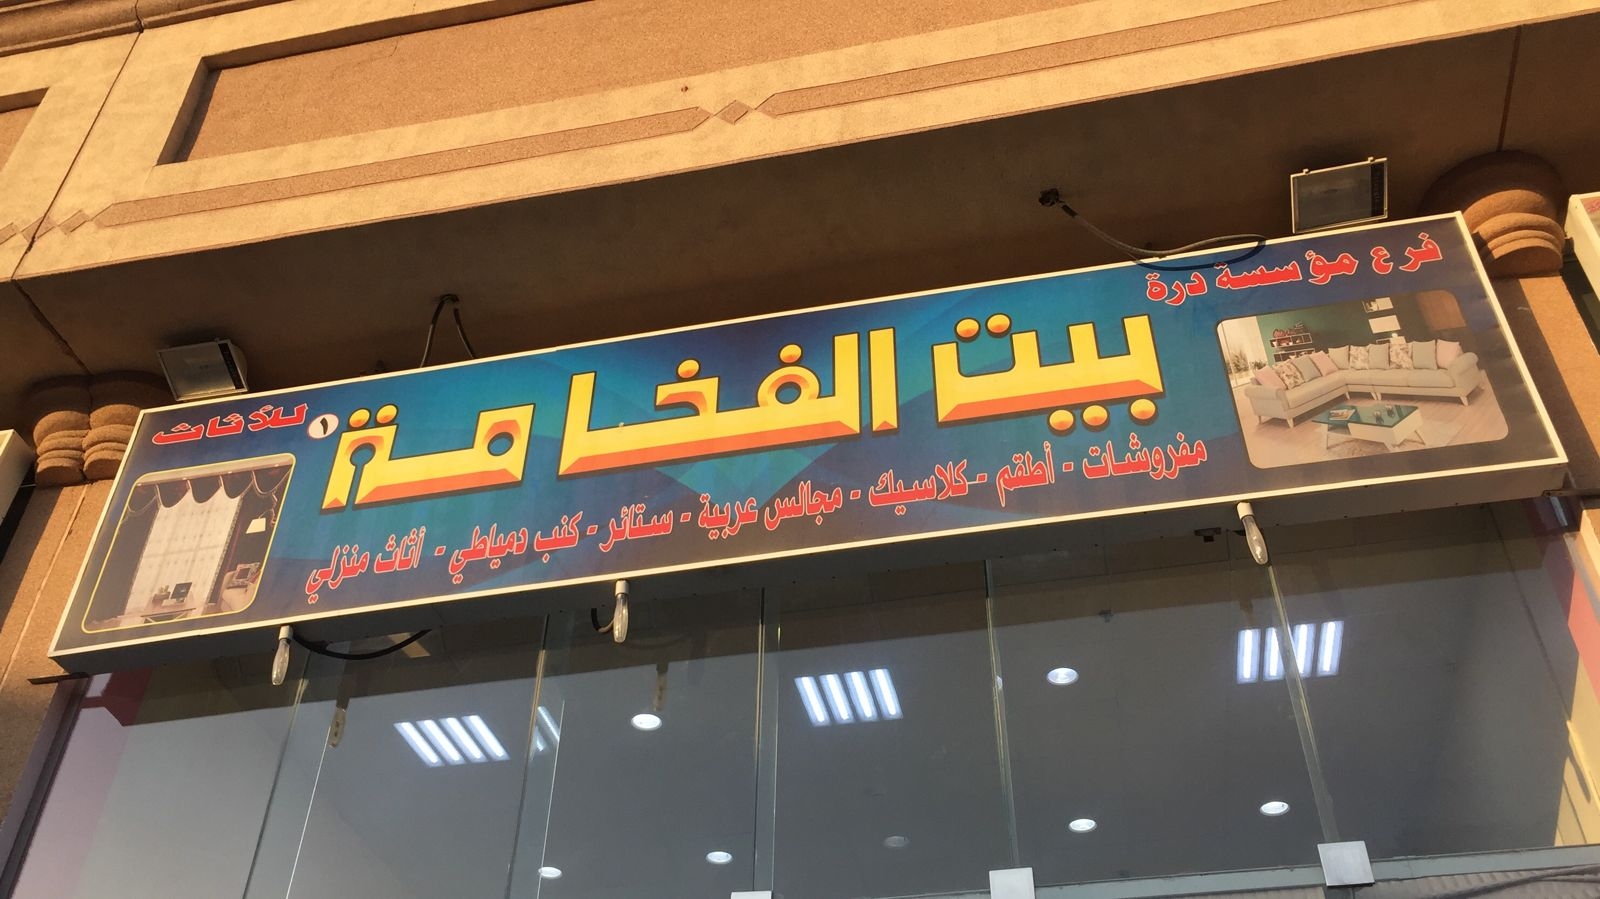 فرع مؤسسة درة
بيت الفخامة ١ للأثاث
مفروشات - أطقم - كلاسيك - مجالس عربية - ستائر - كنب دمياطي - أثاث منزلي